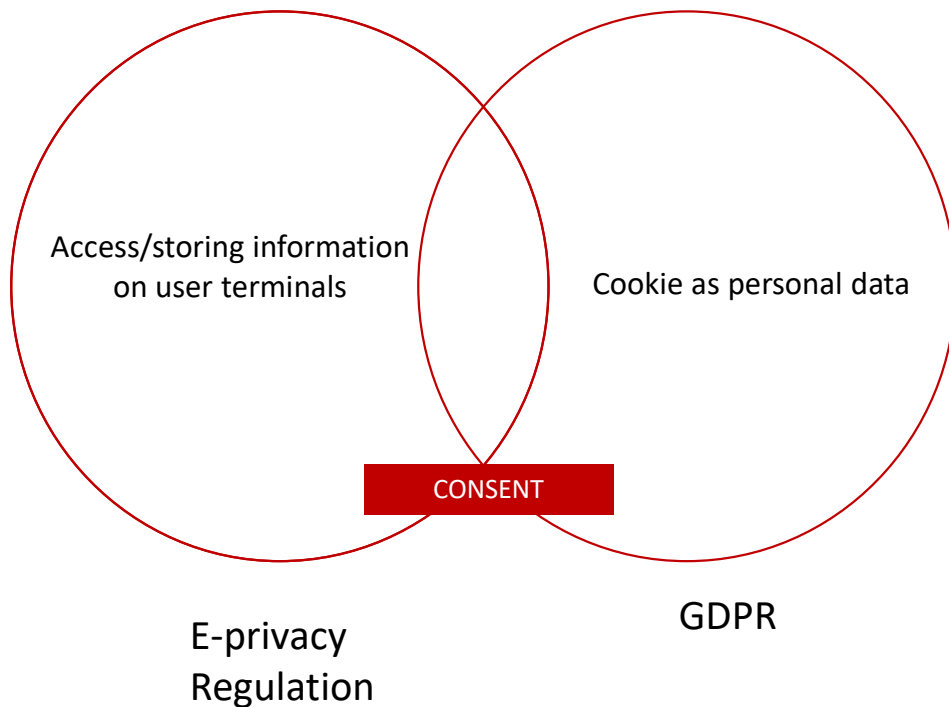 Access/storing information
on user terminals
Cookie as personal data
CONSENT
E-privacy
Regulation
GDPR